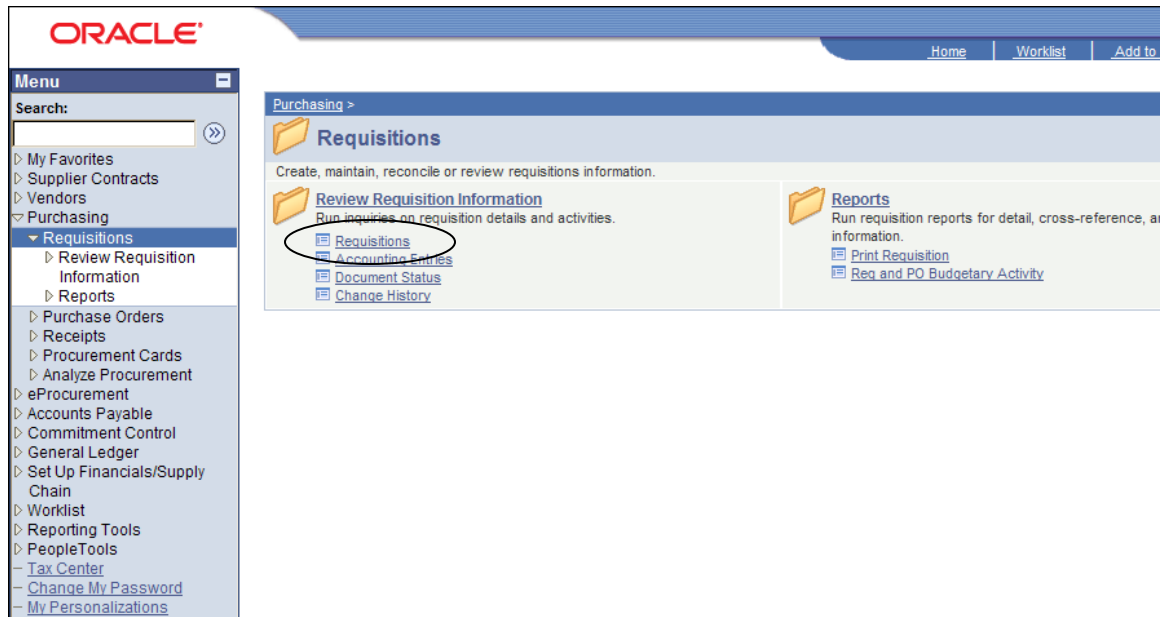 ORACLE
Home
Worklist
Add to
Menu
Search:
My Favorites
Supplier Contracts
Vendors
Purchasing
Requisitions
Review Requisition
Information
Reports
Purchase Orders
Receipts
Procurement Cards
Analyze Procurement
eProcurement
Accounts Payable
Commitment Control
General Ledger
Set Up Financials/Supply
Chain
Worklist
Reporting Tools
PeopleTools
Tax Center
Change My Password
My Personalizations
Purchasing >
Requisitions
Create, maintain, reconcile or review requisitions information.
Review Requisition Information
Run inquiries on requisition details and activities.
Requisitions
Accounting Entries
Document Status
Change History
Reports
Run requisition reports for detail, cross-reference,
information.
Print Requisition
Req and PO Budgetary Activity